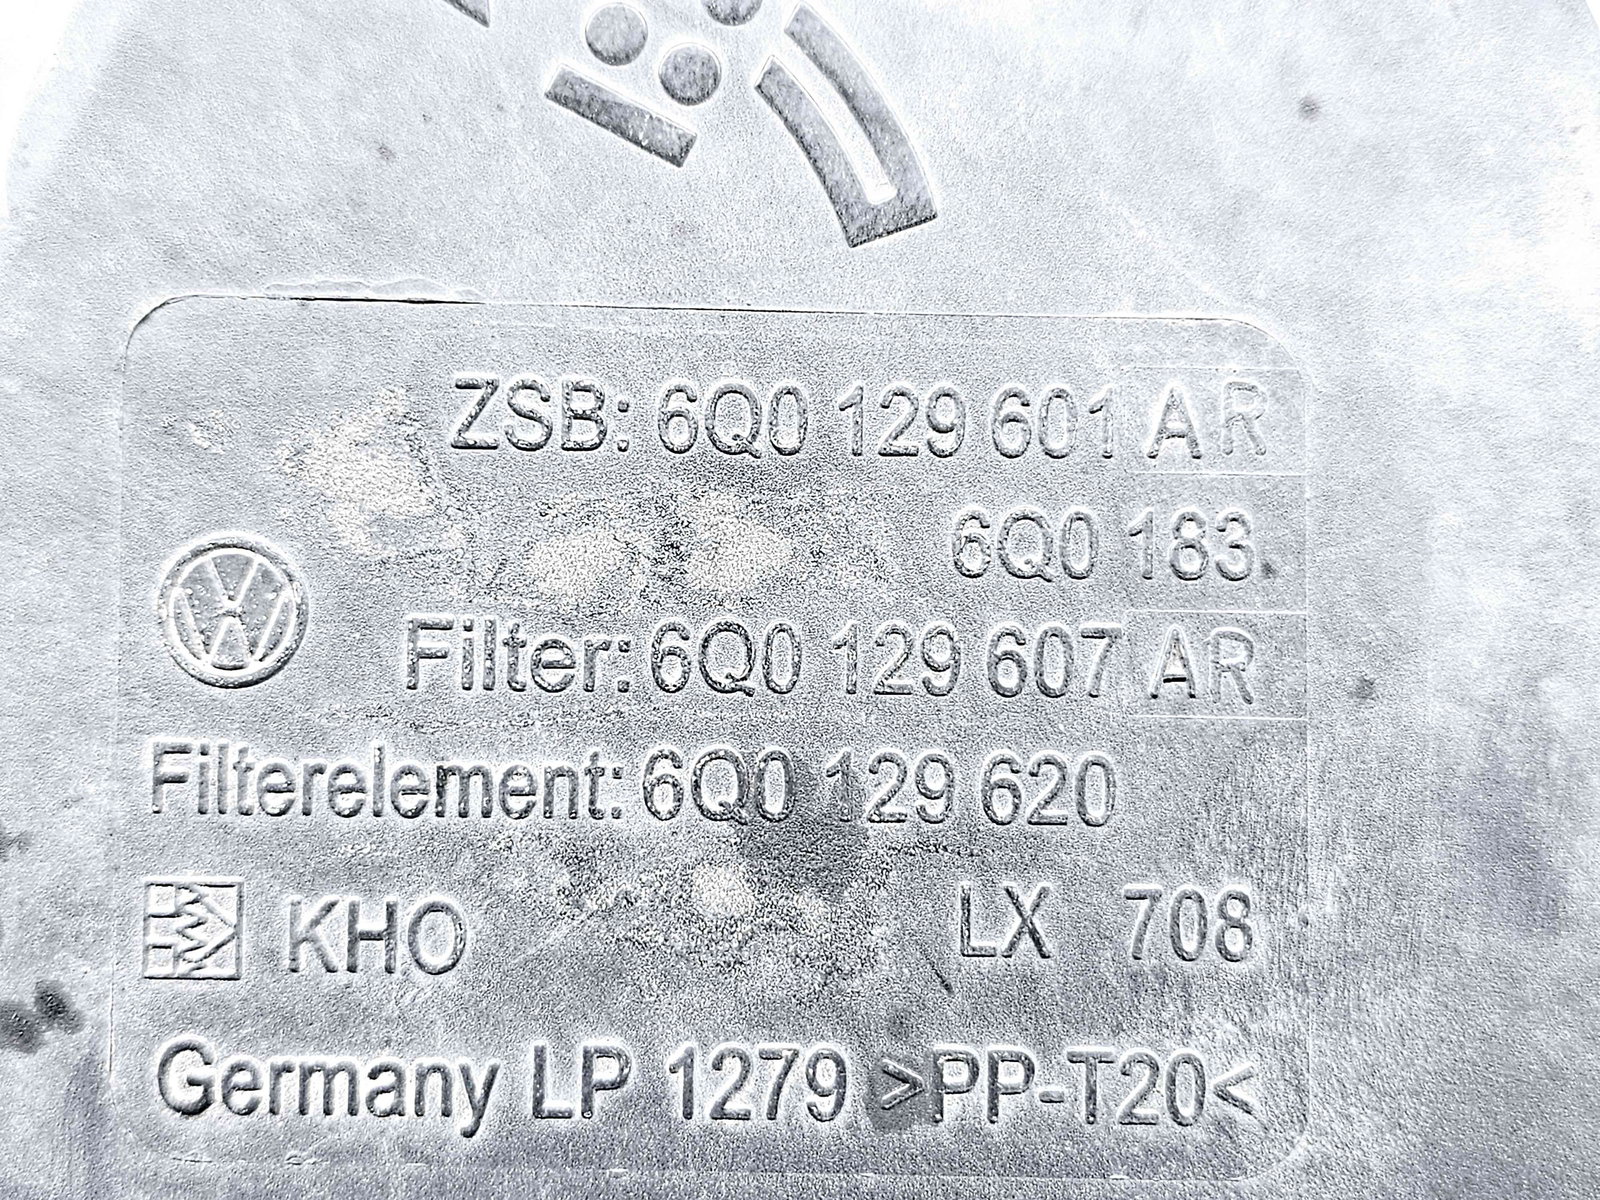 ZSB: 6Q0 129 601 AR
6Q0 183
Filter: 6Q0 129 607 AR
Filterelement: 6Q0 129 620
KHO LX 708
Germany LP 1279 >PP-T20<